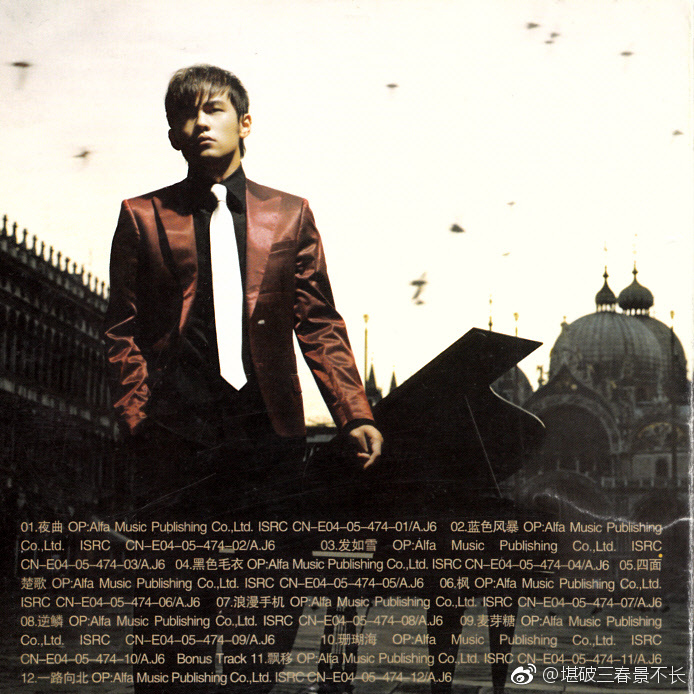 01.夜曲 OP:Alfa Music Publishing Co.,Ltd. ISRC CN-E04-05-474-01/A.J6 02.蓝色风暴 OP:Alfa Music Publishing
Co.,Ltd. ISRC CN-E04-05-474-02/A.J6 03.发如雪 OP:Alfa Music Publishing Co.,Ltd. ISRC
CN-E04-05-474-03/A.J6 04.黑色毛衣 OP:Alfa Music Publishing Co.,Ltd. ISRC CN-E04-05-474-04/A.J6 05.四面
楚歌 OP:Alfa Music Publishing Co.,Ltd. ISRC CN-E04-05-474-05/A.J6 06.枫 OP:Alfa Music Publishing Co.,Ltd.
ISRC CN-E04-05-474-06/A.J6 07.浪漫手机 OP:Alfa Music Publishing Co.,Ltd. ISRC CN-E04-05-474-07/A.J6
08.逆鳞 OP:Alfa Music Publishing Co.,Ltd. ISRC CN-E04-05-474-08/A.J6 09.麦芽糖 OP:Alfa Music Publishing
Co.,Ltd. ISRC CN-E04-05-474-09/A.J6 10.珊瑚海 OP:Alfa Music Publishing Co.,Ltd. ISRC
CN-E04-05-474-10/A.J6 Bonus Track 11.飘移 OP:Alfa Music Publishing Co.,Ltd. ISRC CN-E04-05-474-11/A.J6
12.一路向北 OP:Alfa Music Publishing Co.,Ltd. ISRC CN-E04-05-474-12/A.J6
@堪破三春景不长